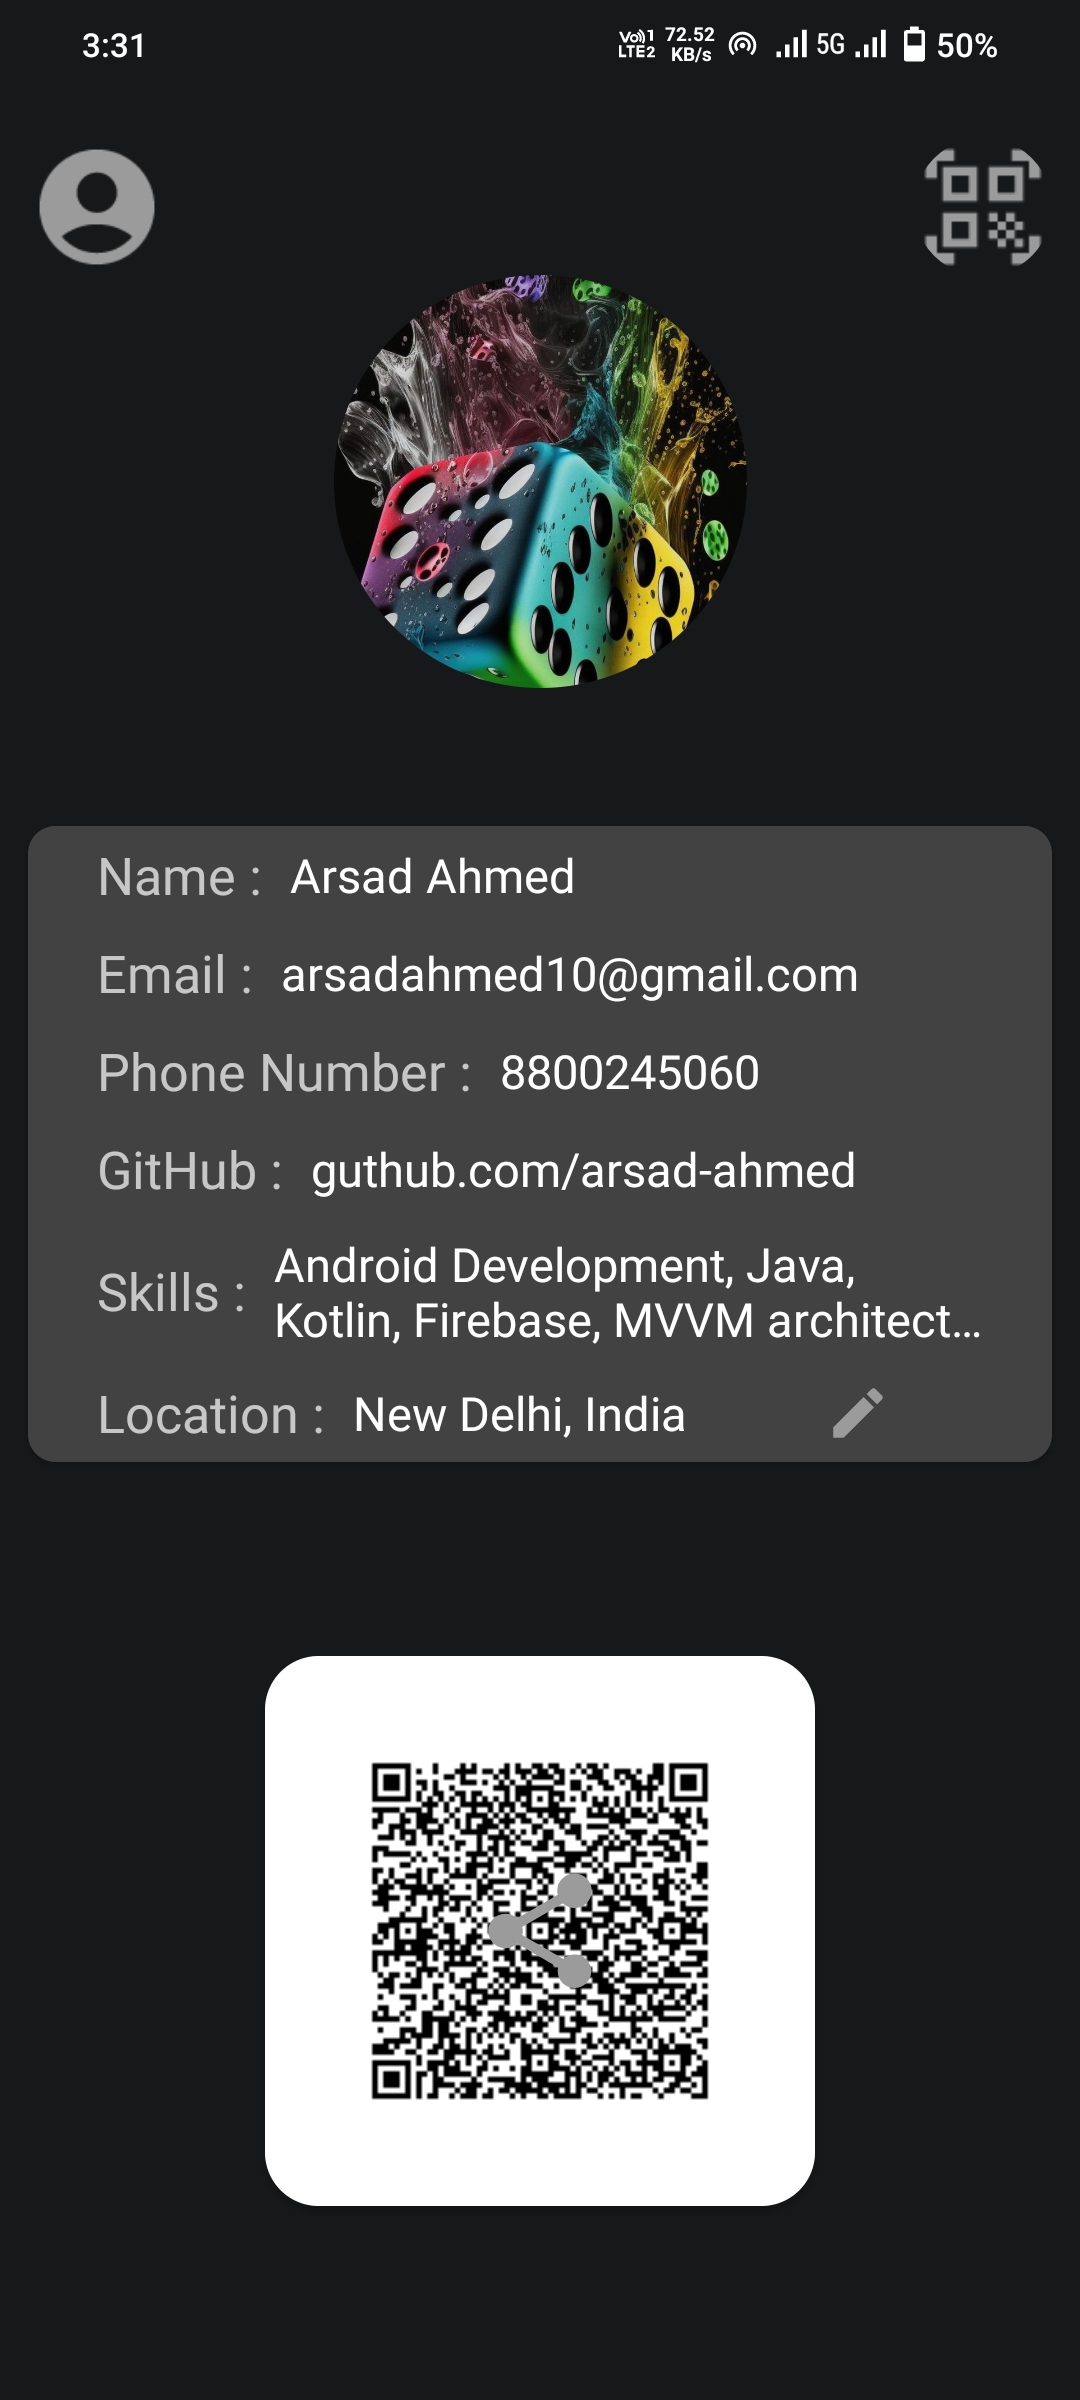 3:31
Vo)) 1
LTE2
72.52
KB/s
5G
50%
Name : Arsad Ahmed
Email : arsadahmed10@gmail.com
Phone Number : 8800245060
GitHub : guthub.com/arsad-ahmed
Skills : Android Development, Java,
Kotlin, Firebase, MVVM architect...
Location : New Delhi, India